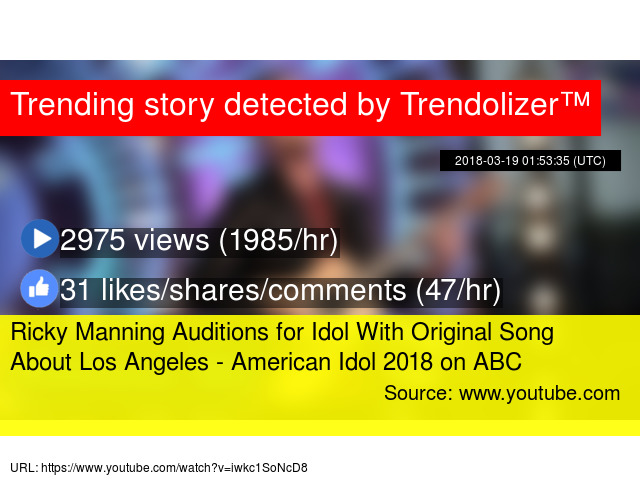 Trending story detected by Trendolizer™
2018-03-19 01:53:35 (UTC)
2975 views (1985/hr)
31 likes/shares/comments (47/hr)
Ricky Manning Auditions for Idol With Original Song
About Los Angeles - American Idol 2018 on ABC
Source: www.youtube.com
URL: https://www.youtube.com/watch?v=iwkc1SoNcD8